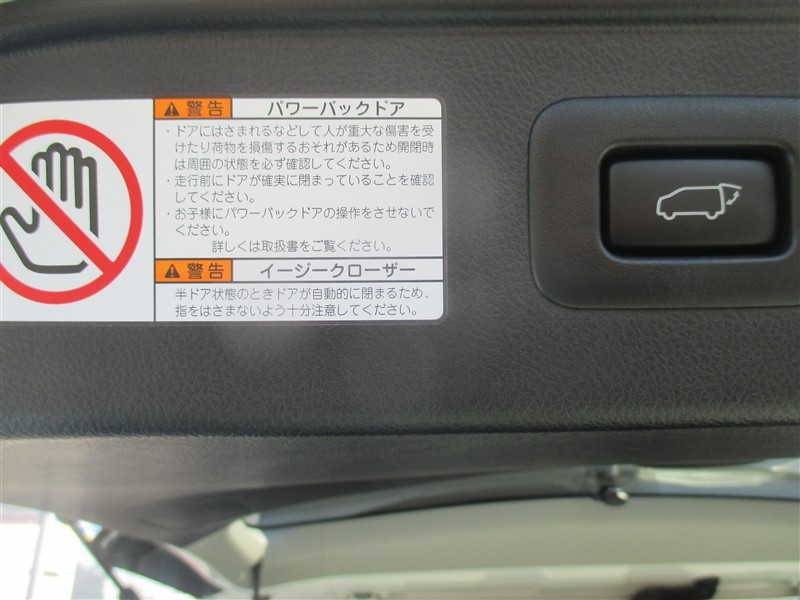 警告 パワーバックドア
・ドアにはさまれるなどして人が重大な傷害を受
けたり荷物を損傷するおそれがあるため開閉時
は周囲の状態を必ず確認してください。
・走行前にドアが確実に閉まっていることを確認
してください。
・お子様にパワーバックドアの操作をさせないで
ください。
詳しくは取扱書をご覧ください。
警告 イージークローザー
半ドア状態のときドアが自動的に閉まるため、
指をはさまないよう十分注意してください。